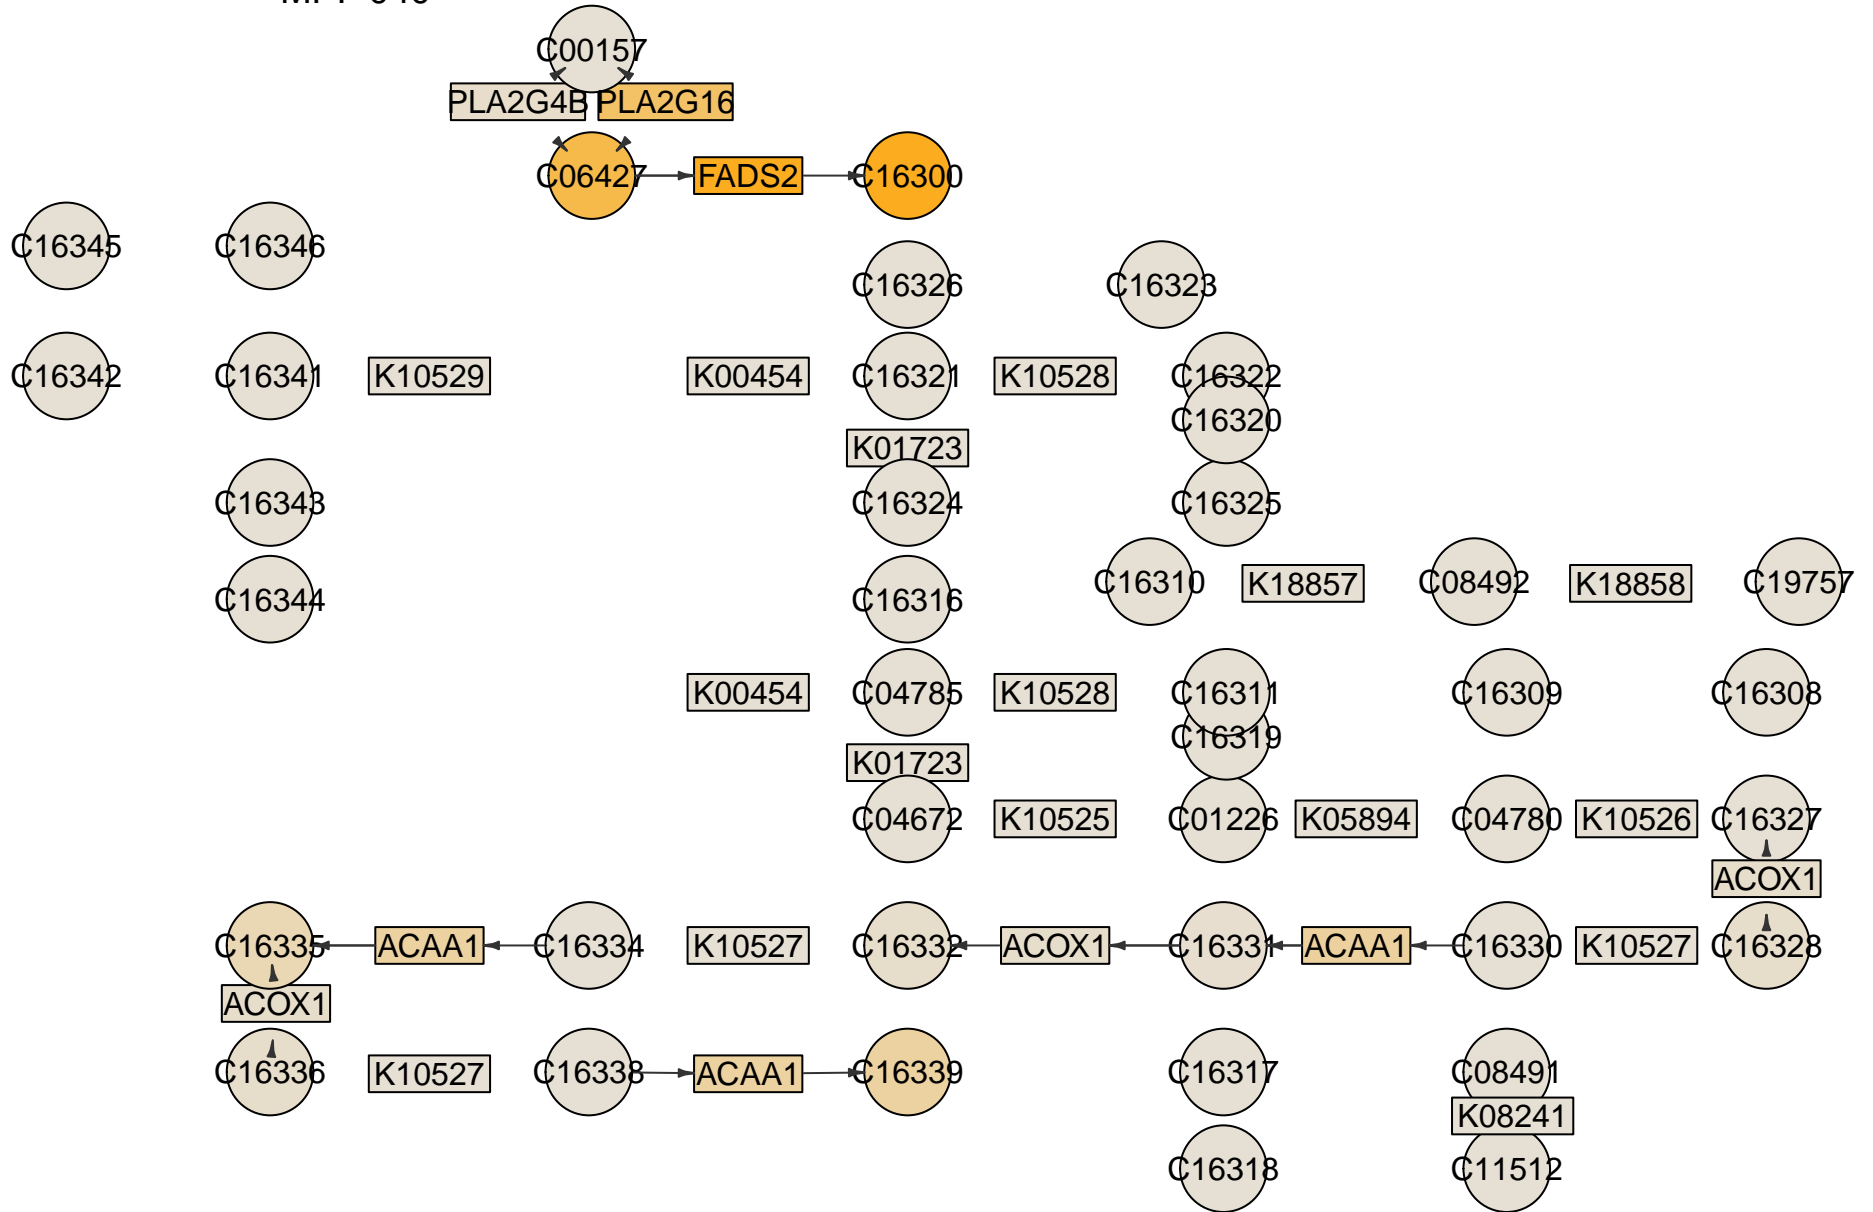 C00157
PLA2G4B PLA2G16
C06427 FADS2 C16300
C16345 C16346
C16326 C16323
C16342 C16341 K10529 K00454 C16321 K10528 C16322
C16320
K01723
C16343 C16324 C16325
C16310 K18857 C08492 K18858 C19757
C16344 C16316
K00454 C04785 K10528 C16311 C16309 C16308
C16319
K01723
C04672 K10525 C01226 K05894 C04780 K10526 C16327
ACOX1
C16335 ACAA1 C16334 K10527 C16332 ACOX1 C16331 ACAA1 C16330 K10527 C16328
ACOX1
C16336 K10527 C16338 ACAA1 C16339 C16317 C08491
K08241
C16318 C11512